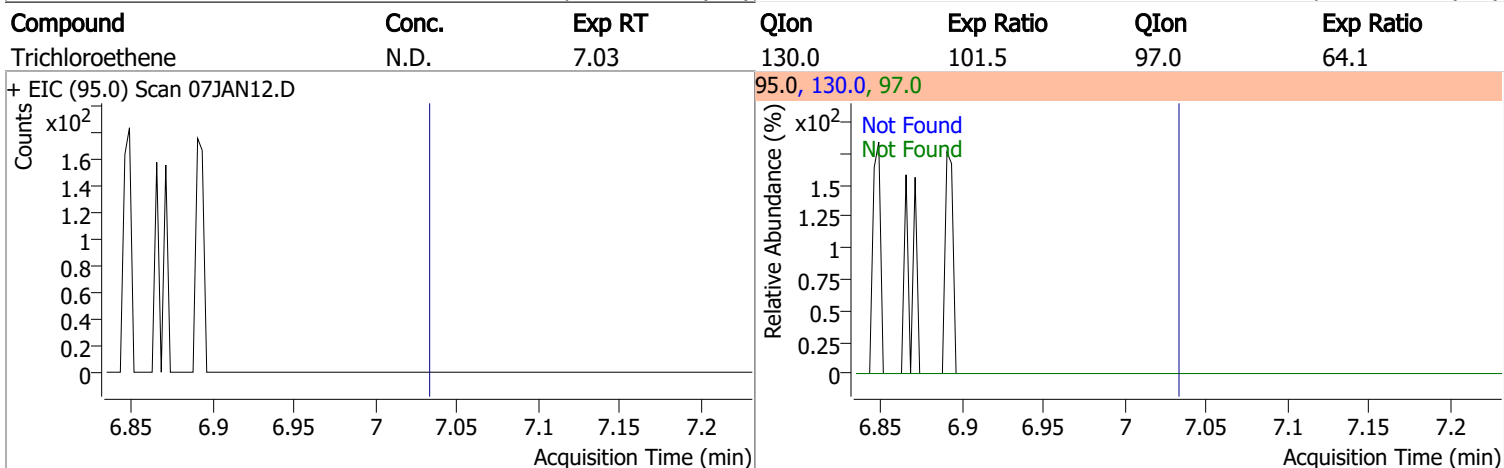 Compound Conc. Exp RT QIon Exp Ratio QIon Exp Ratio
Trichloroethene N.D. 7.03 130.0 101.5 97.0 64.1
+ EIC (95.0) Scan 07JAN12.D
Counts
x10²
1.6
1.4
1.2
1
0.8
0.6
0.4
0.2
0
6.85 6.9 6.95 7 7.05 7.1 7.15 7.2
Acquisition Time (min)
95.0, 130.0, 97.0
Relative Abundance (%)
x10²
Not Found
Not Found
1.5
1.25
1
0.75
0.5
0.25
0
6.85 6.9 6.95 7 7.05 7.1 7.15 7.2
Acquisition Time (min)